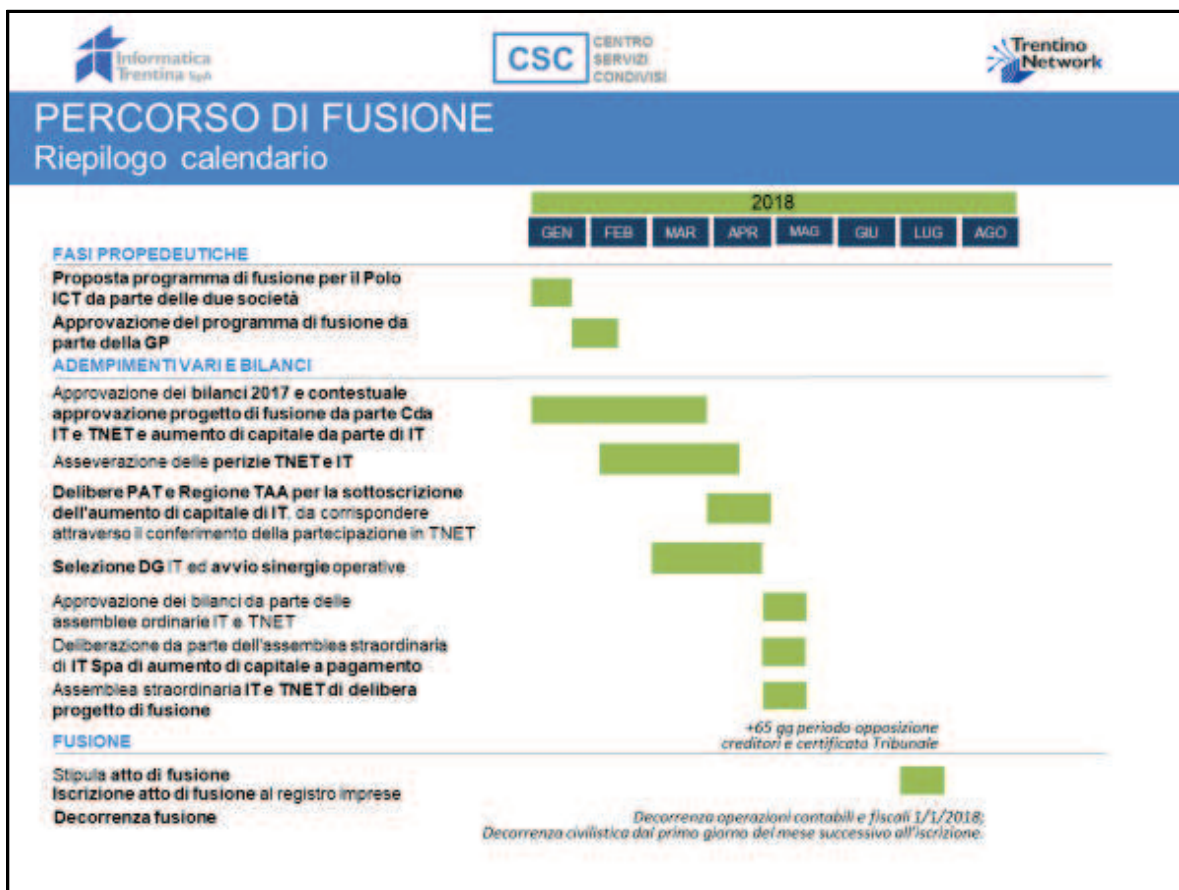 Informatica
Trentina SpA
CSC
CENTRO
SERVIZI
CONDIVISI
Trentino
Network
PERCORSO DI FUSIONE
Riepilogo calendario
2018
GEN FEB MAR APR MAG GIU LUG AGO
FASI PROPEDEUTICHE
Proposta programma di fusione per il Polo
ICT da parte delle due società
Approvazione del programma di fusione da
parte della GP
ADEMPIMENTI VARI E BILANCI
Approvazione dei bilanci 2017 e contestuale
approvazione progetto di fusione da parte Cda
IT e TNET e aumento di capitale da parte di IT
Asseverazione delle perizie TNET e IT
Delibere PAT e Regione TAA per la sottoscrizione
dell'aumento di capitale di IT, da corrispondere
attraverso il conferimento della partecipazione in TNET
Selezione DG IT ed avvio sinergie operative
Approvazione dei bilanci da parte delle
assemblee ordinarie IT e TNET
Deliberazione da parte dell'assemblea straordinaria
di IT Spa di aumento di capitale a pagamento
Assemblea straordinaria IT e TNET di delibera
progetto di fusione
+65 gg periodo opposizione
creditori e certificato Tribunale
FUSIONE
Stipula atto di fusione
Iscrizione atto di fusione al registro imprese
Decorrenza fusione
Decorrenza operazioni contabili e fiscali 1/1/2018;
Decorrenza civilistica dal primo giorno del mese successivo all'iscrizione.